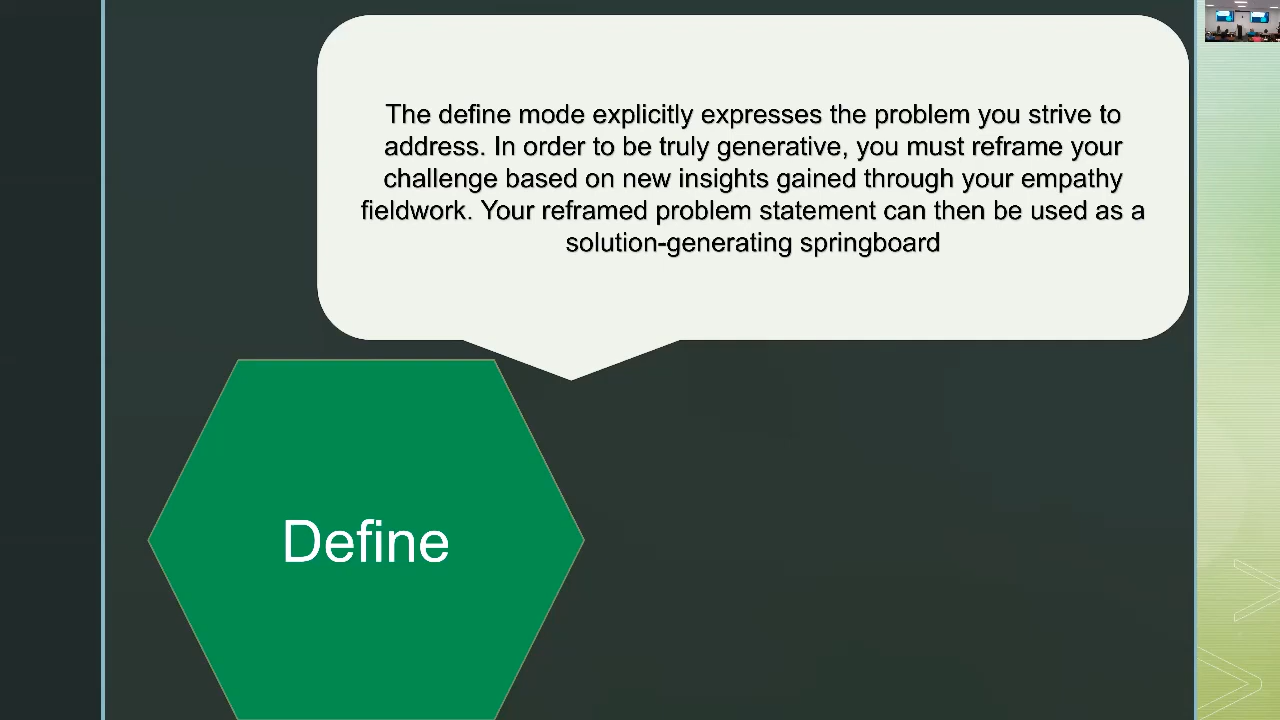 The define mode explicitly expresses the problem you strive to
address. In order to be truly generative, you must reframe your
challenge based on new insights gained through your empathy
fieldwork. Your reframed problem statement can then be used as a
solution-generating springboard
Define